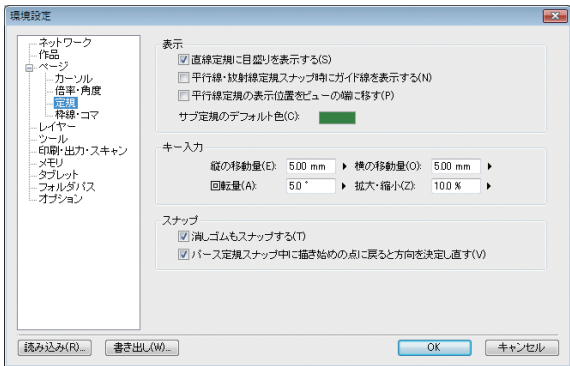 環境設定
ネットワーク
作品
ページ
カーソル
倍率・角度
定規
枠線・コマ
レイヤー
ツール
印刷・出力・スキャン
メモリ
タブレット
フォルダパス
オプション
表示
直線定規に目盛りを表示する(S)
平行線・放射線定規スナップ時にガイド線を表示する(N)
平行線定規の表示位置をビューの端に移す(P)
サブ定規のデフォルト色(C):
キー入力
縦の移動量(E): 5.00 mm 横の移動量(O): 5.00 mm
回転量(A): 5.0 ° 拡大・縮小(Z): 10.0 %
スナップ
消しゴムもスナップする(T)
パース定規スナップ中に描き始めの点に戻ると方向を決定し直す(V)
読み込み(R)... 書き出し(W)... OK キャンセル